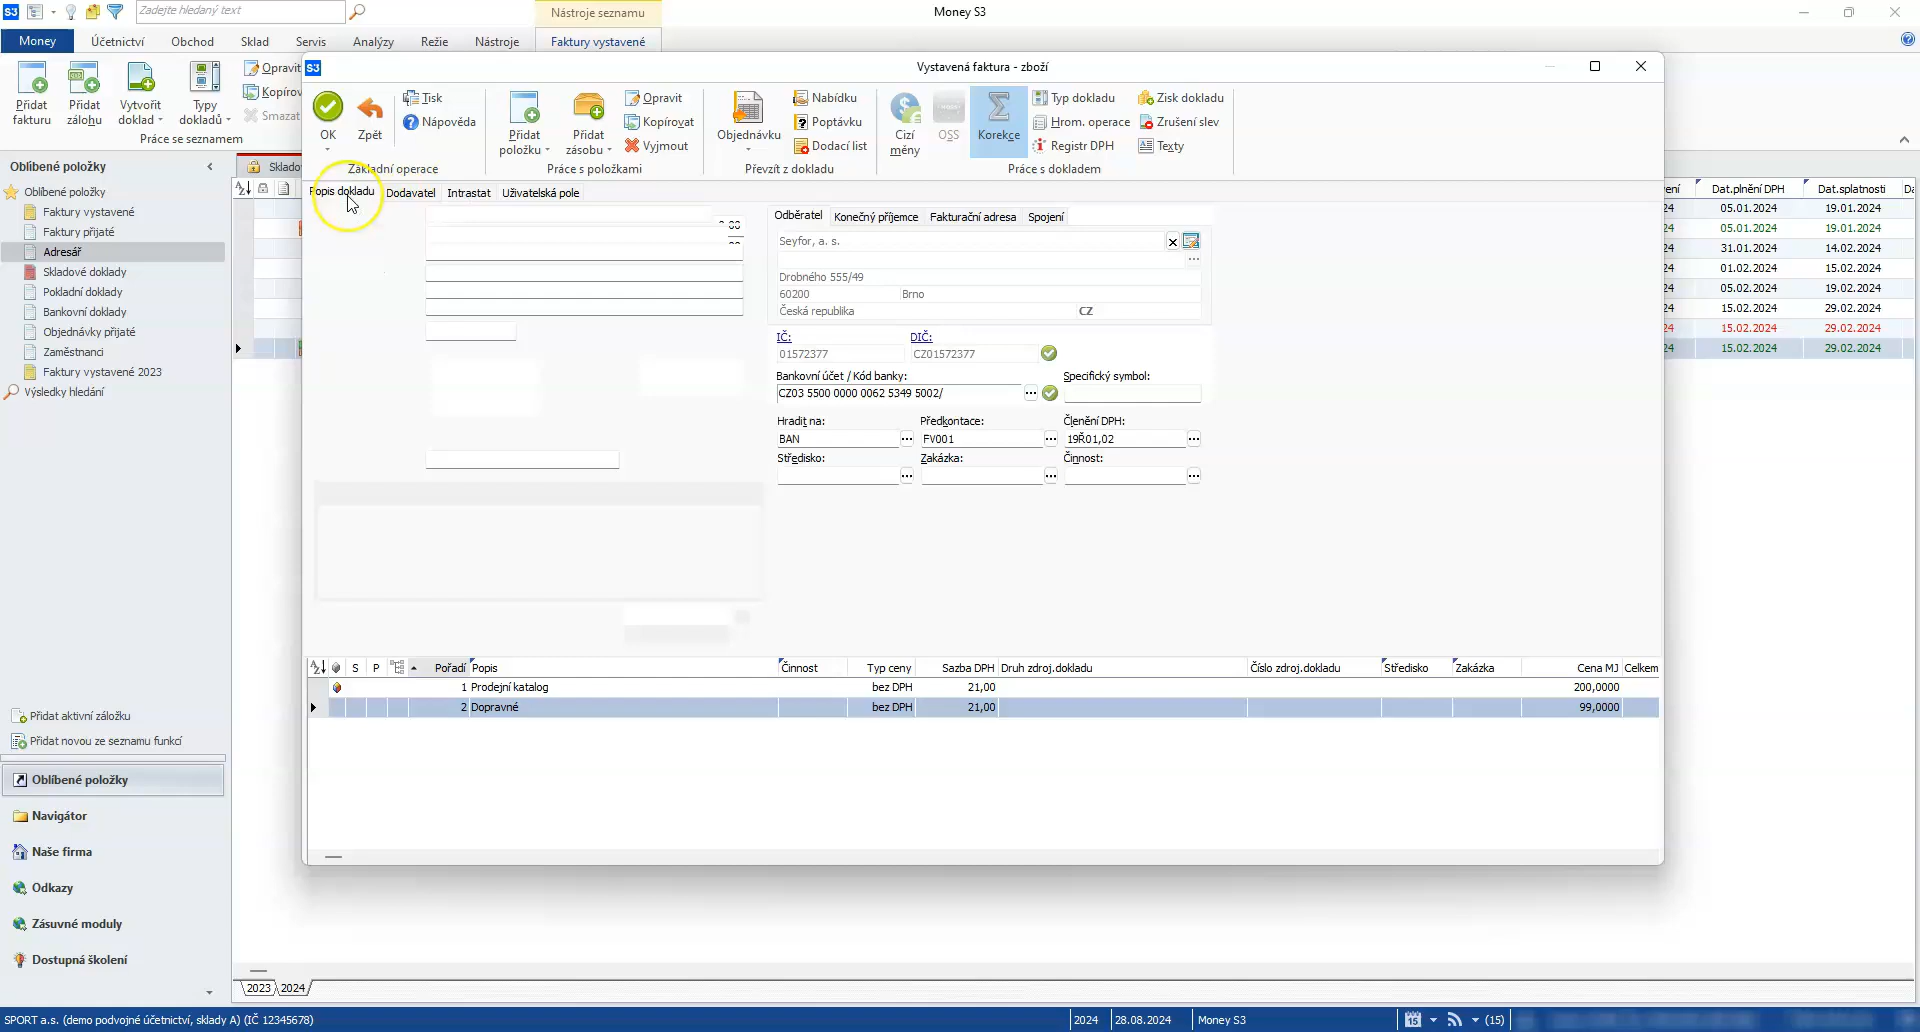 S3 Zadejte hledaný text Nástroje seznamu Money S3
Money Účetnictví Obchod Sklad Servis Analýzy Režie Nástroje Faktury vystavené
Přidat fakturu
Přidat zálohu
Vytvořit doklad
Typy dokladů
Opravit
Kopírov
Smazat
Práce se seznamem
S3 Vystavená faktura - zboží
OK
Zpět
Tisk
Nápověda
Základní operace
Přidat položku
Přidat zásobu
Opravit
Kopírovat
Vyjmout
Práce s položkami
Objednávku
Nabídku
Poptávku
Dodací list
Převzít z dokladu
Cizí měny
OSS
Korekce
Typ dokladu
Hrom. operace
Registr DPH
Zisk dokladu
Zrušení slev
Texty
Práce s dokladem
Oblíbené položky
Oblíbené položky
Faktury vystavené
Faktury přijaté
Adresář
Skladové doklady
Pokladní doklady
Bankovní doklady
Objednávky přijaté
Zaměstnanci
Faktury vystavené 2023
Výsledky hledání
Přidat aktivní záložku
Přidat novou ze seznamu funkcí
Oblíbené položky
Navigátor
Naše firma
Odkazy
Zásuvné moduly
Dostupná školení
Sklado
Popis dokladu Dodavatel Intrastat Uživatelská pole
Odběratel Konečný příjemce Fakturační adresa Spojení
Seyfor, a. s.
Drobného 555/49
60200 Brno
Česká republika CZ
IČ: DIČ:
01572377 CZ01572377
Bankovní účet / Kód banky: Specifický symbol:
CZ03 5500 0000 0062 5349 5002/
Hradit na: Předkontace: Členění DPH:
BAN FV001 19Ř01,02
Středisko: Zakázka: Činnost:
S P Pořadí Popis Činnost Typ ceny Sazba DPH Druh zdroj.dokladu Číslo zdroj.dokladu Středisko Zakázka Cena MJ Celkem
1 Prodejní katalog bez DPH 21,00 200,0000
2 Dopravné bez DPH 21,00 99,0000
ení Dat.plnění DPH Dat.splatnosti Da
24 05.01.2024 19.01.2024
24 05.01.2024 19.01.2024
24 31.01.2024 14.02.2024
24 01.02.2024 15.02.2024
24 05.02.2024 19.02.2024
24 15.02.2024 29.02.2024
24 15.02.2024 29.02.2024
24 15.02.2024 29.02.2024
2023 2024
SPORT a.s. (demo podvojné účetnictví, sklady A) (IČ 12345678) 2024 28.08.2024 Money S3 15 (15)